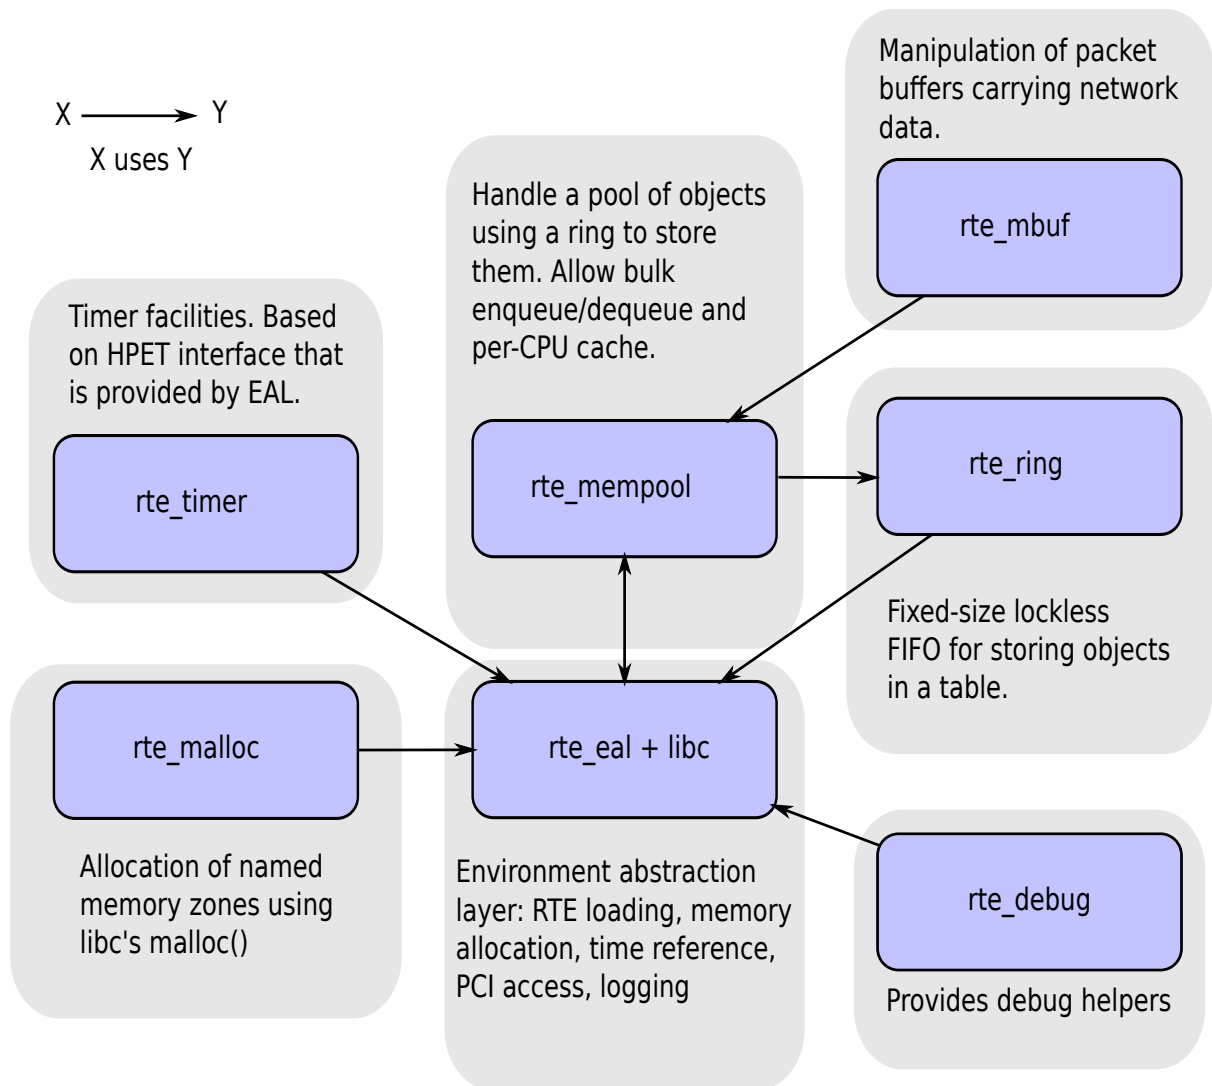 X
Y
X uses Y
Manipulation of packet
buffers carrying network
data.
rte_mbuf
Handle a pool of objects
using a ring to store
them. Allow bulk
enqueue/dequeue and
per-CPU cache.
rte_mempool
Timer facilities. Based
on HPET interface that
is provided by EAL.
rte_timer
rte_ring
Fixed-size lockless
FIFO for storing objects
in a table.
rte_malloc
Allocation of named
memory zones using
libc's malloc()
rte_eal + libc
Environment abstraction
layer: RTE loading, memory
allocation, time reference,
PCI access, logging
rte_debug
Provides debug helpers